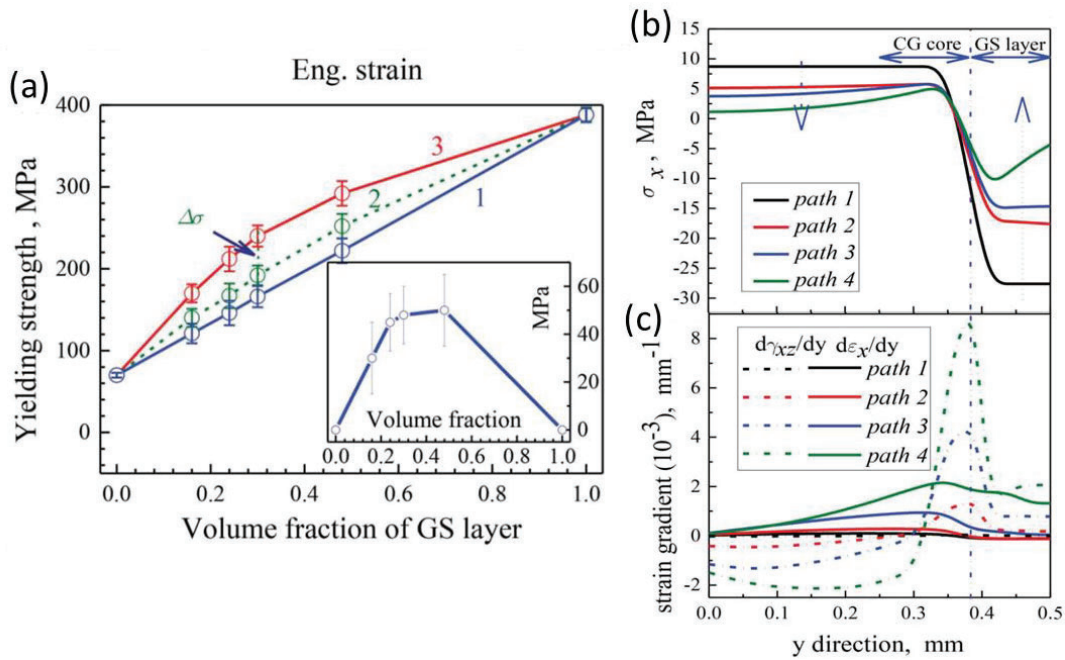 Eng. strain
(a)
Yielding strength , MPa
400
300
200
100
0
3
2
1
Δσ
MPa
60
50
40
30
20
10
0
Volume fraction
0.0 0.2 0.4 0.6 0.8 1.0
0.0 0.2 0.4 0.6 0.8 1.0
Volume fraction of GS layer
(b)
CG core GS layer
σx , MPa
15
10
5
0
-5
-10
-15
-20
-25
-30
path 1
path 2
path 3
path 4
(c)
strain gradient (10⁻³), mm⁻¹
8
6
4
2
0
-2
dγxz/dy dεx/dy
path 1
path 2
path 3
path 4
0.0 0.1 0.2 0.3 0.4 0.5
y direction, mm